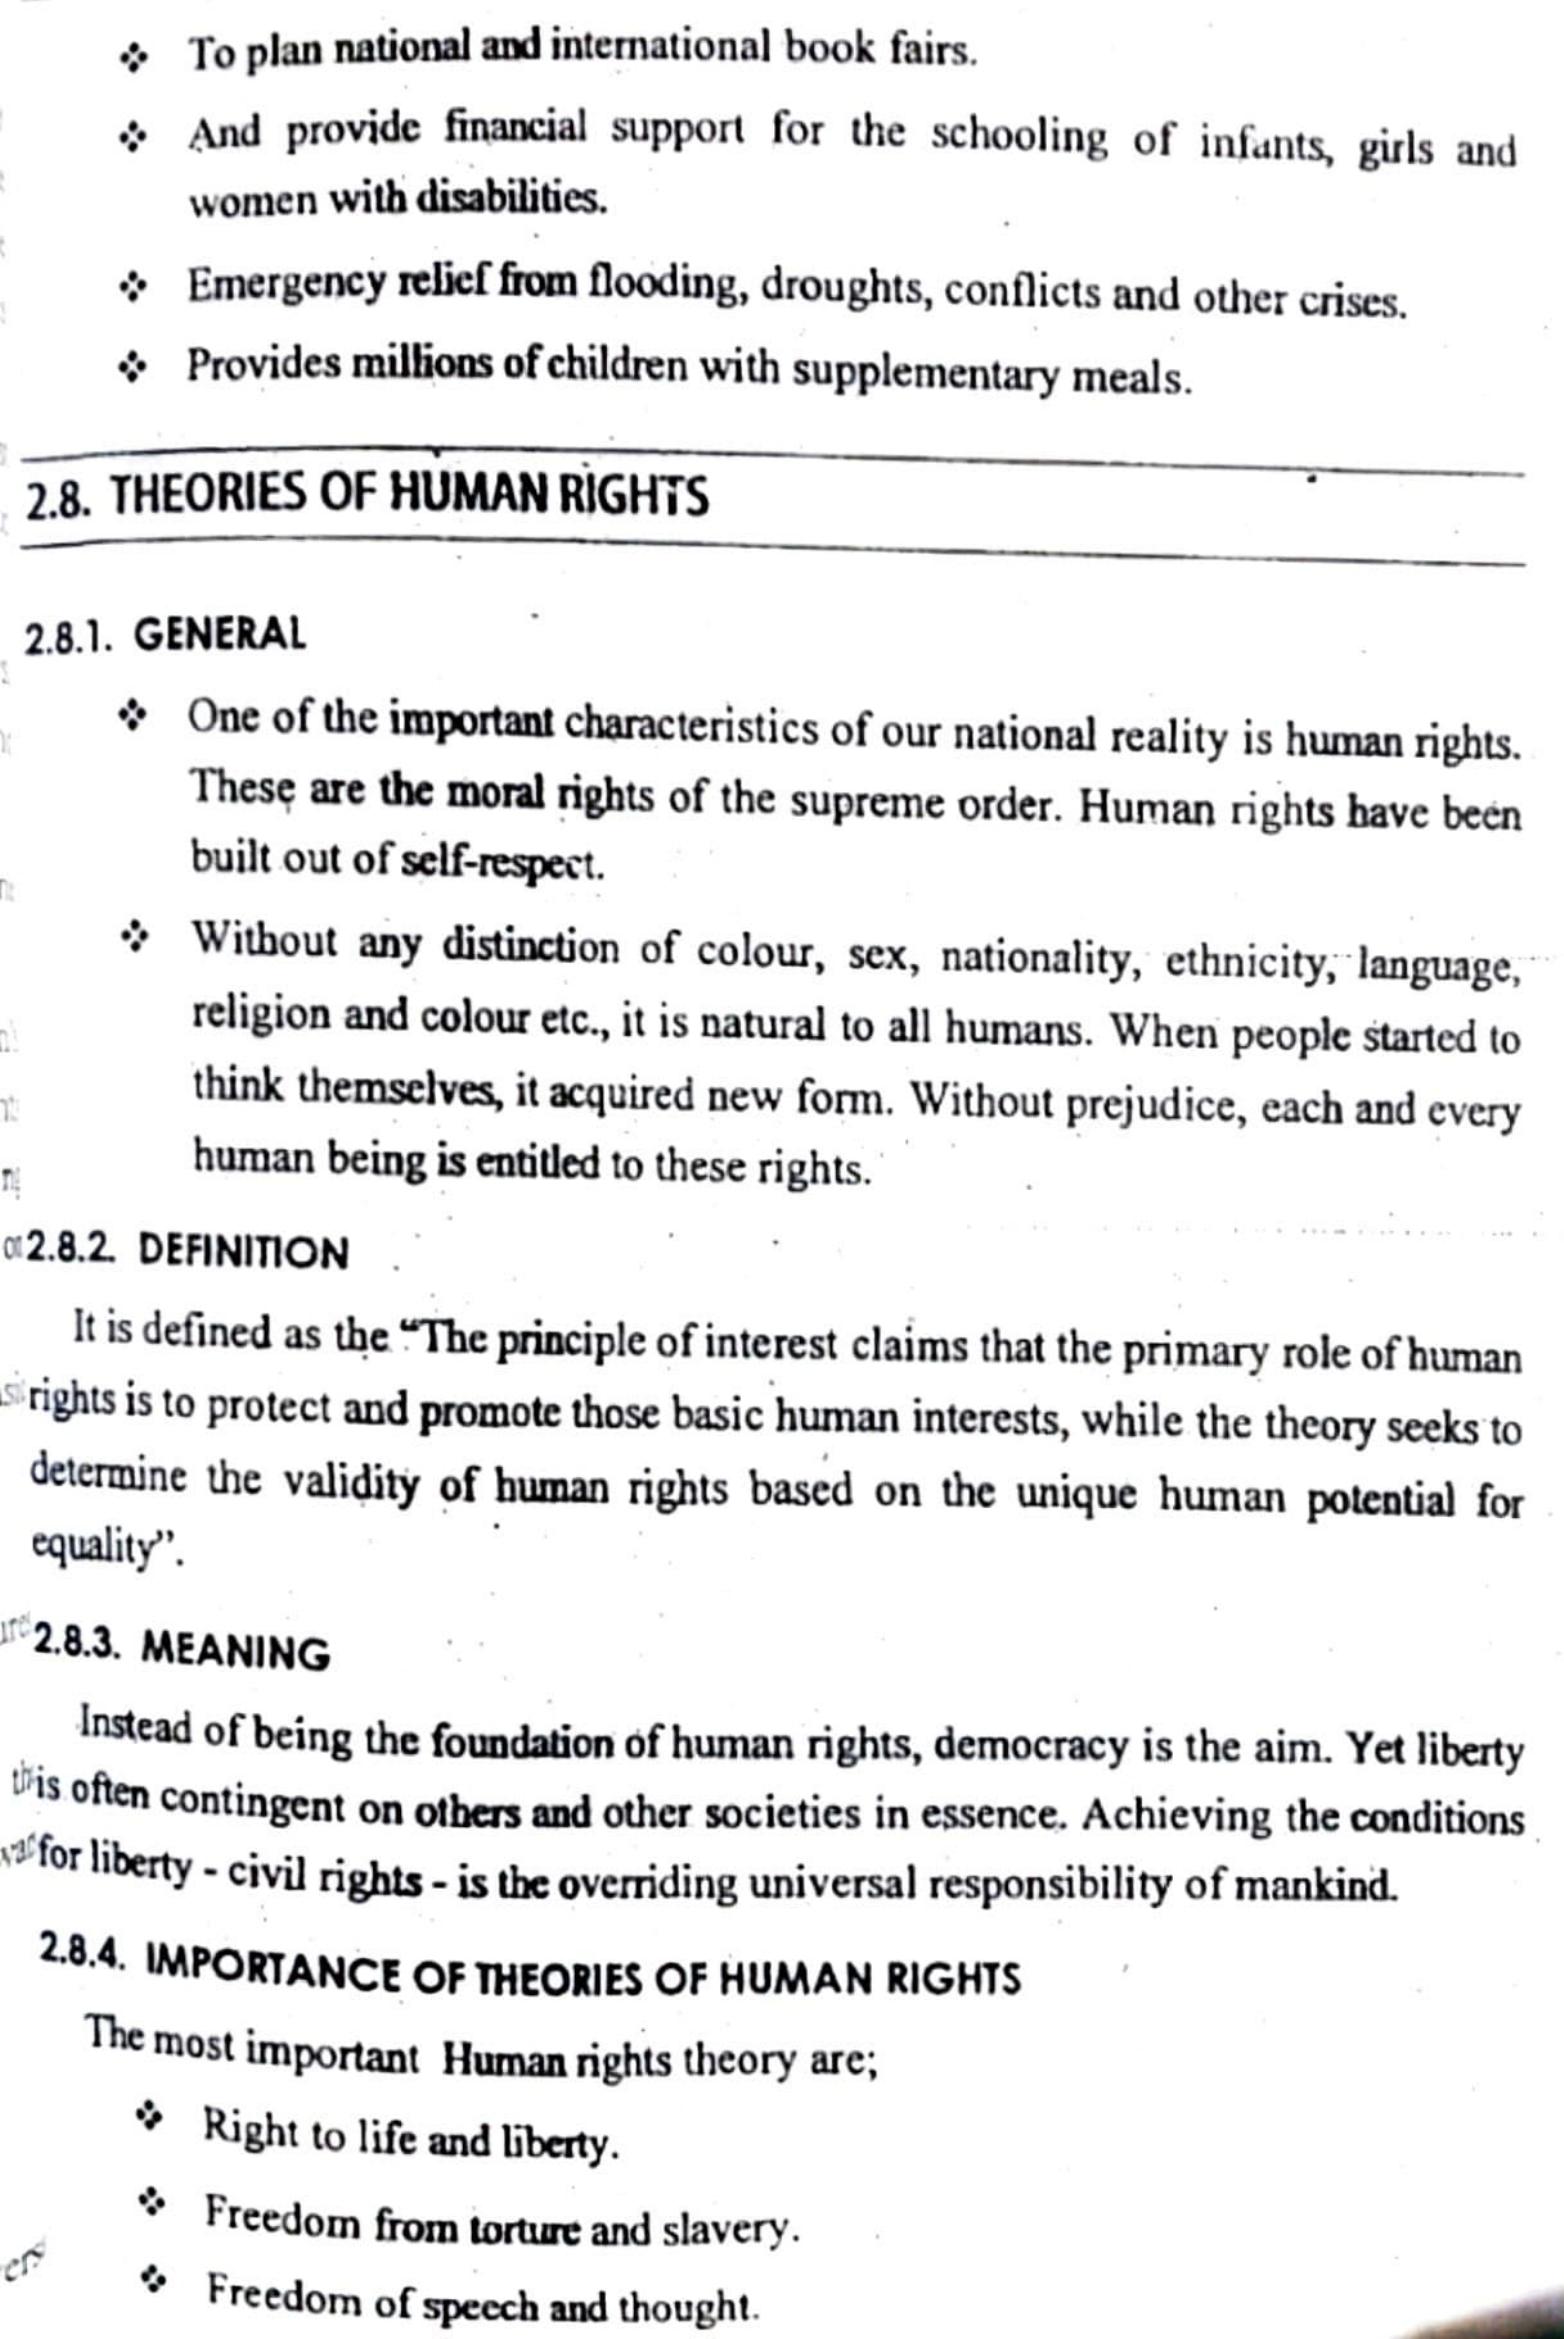 ❖ To plan national and international book fairs.
❖ And provide financial support for the schooling of infants, girls and
women with disabilities.
❖ Emergency relief from flooding, droughts, conflicts and other crises.
❖ Provides millions of children with supplementary meals.
2.8. THEORIES OF HUMAN RIGHTS
2.8.1. GENERAL
❖ One of the important characteristics of our national reality is human rights.
These are the moral rights of the supreme order. Human rights have been
built out of self-respect.
❖ Without any distinction of colour, sex, nationality, ethnicity, language,
religion and colour etc., it is natural to all humans. When people started to
think themselves, it acquired new form. Without prejudice, each and every
human being is entitled to these rights.
2.8.2. DEFINITION
It is defined as the “The principle of interest claims that the primary role of human
rights is to protect and promote those basic human interests, while the theory seeks to
determine the validity of human rights based on the unique human potential for
equality”.
2.8.3. MEANING
Instead of being the foundation of human rights, democracy is the aim. Yet liberty
is often contingent on others and other societies in essence. Achieving the conditions
for liberty - civil rights - is the overriding universal responsibility of mankind.
2.8.4. IMPORTANCE OF THEORIES OF HUMAN RIGHTS
The most important Human rights theory are;
❖ Right to life and liberty.
❖ Freedom from torture and slavery.
❖ Freedom of speech and thought.